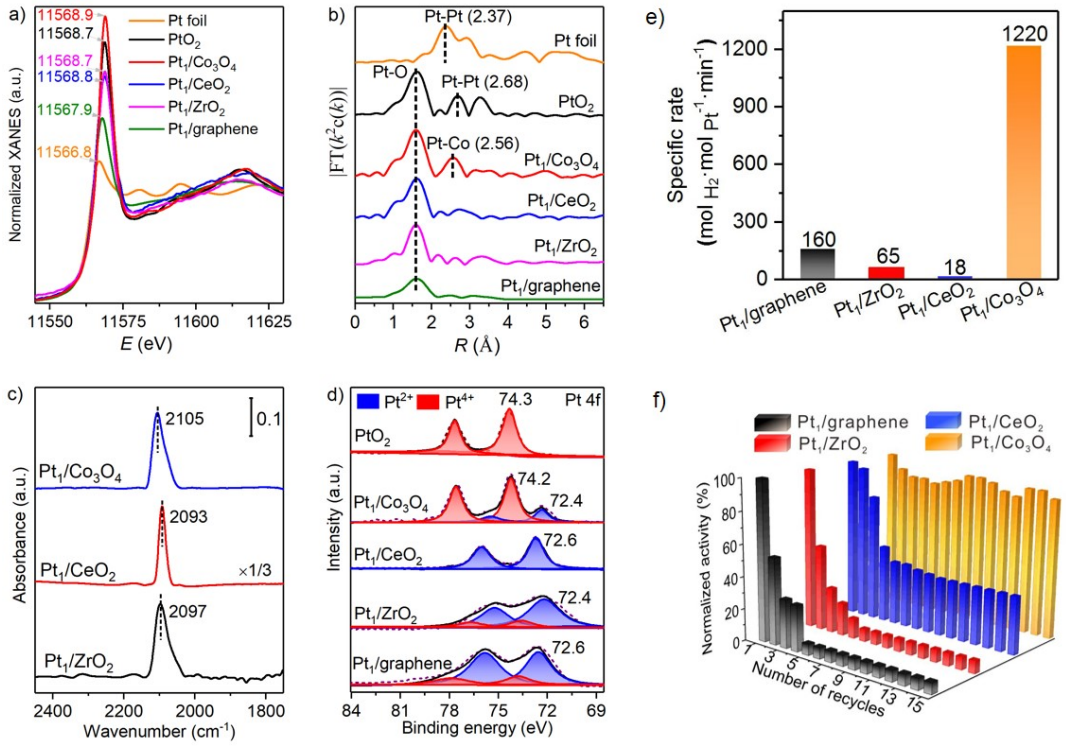 a)
Normalized XANES (a.u.)
11568.9
11568.7
11568.7
11568.8
11567.9
11566.8
Pt foil
PtO₂
Pt₁/Co₃O₄
Pt₁/CeO₂
Pt₁/ZrO₂
Pt₁/graphene
11550 11575 11600 11625
E (eV)
b)
|FT(k²c(k))|
Pt-Pt (2.37)
Pt foil
Pt-O
Pt-Pt (2.68)
PtO₂
Pt-Co (2.56)
Pt₁/Co₃O₄
Pt₁/CeO₂
Pt₁/ZrO₂
Pt₁/graphene
0 1 2 3 4 5 6
R (Å)
e)
Specific rate
(mol H2·mol Pt⁻¹·min⁻¹)
1200
900
600
300
0
160
65
18
1220
Pt₁/graphene
Pt₁/ZrO₂
Pt₁/CeO₂
Pt₁/Co₃O₄
c)
Absorbance (a.u.)
2105
0.1
Pt₁/Co₃O₄
2093
Pt₁/CeO₂
×1/3
2097
Pt₁/ZrO₂
2400 2200 2000 1800
Wavenumber (cm⁻¹)
d)
Intensity (a.u.)
Pt²⁺
Pt⁴⁺
74.3
Pt 4f
PtO₂
74.2
Pt₁/Co₃O₄
72.4
Pt₁/CeO₂
72.6
Pt₁/ZrO₂
72.4
Pt₁/graphene
72.6
84 81 78 75 72 69
Binding energy (eV)
f)
Pt₁/graphene
Pt₁/ZrO₂
Pt₁/CeO₂
Pt₁/Co₃O₄
Normalized activity (%)
100
80
60
40
20
0
1 3 5 7 9 11 13 15
Number of recycles